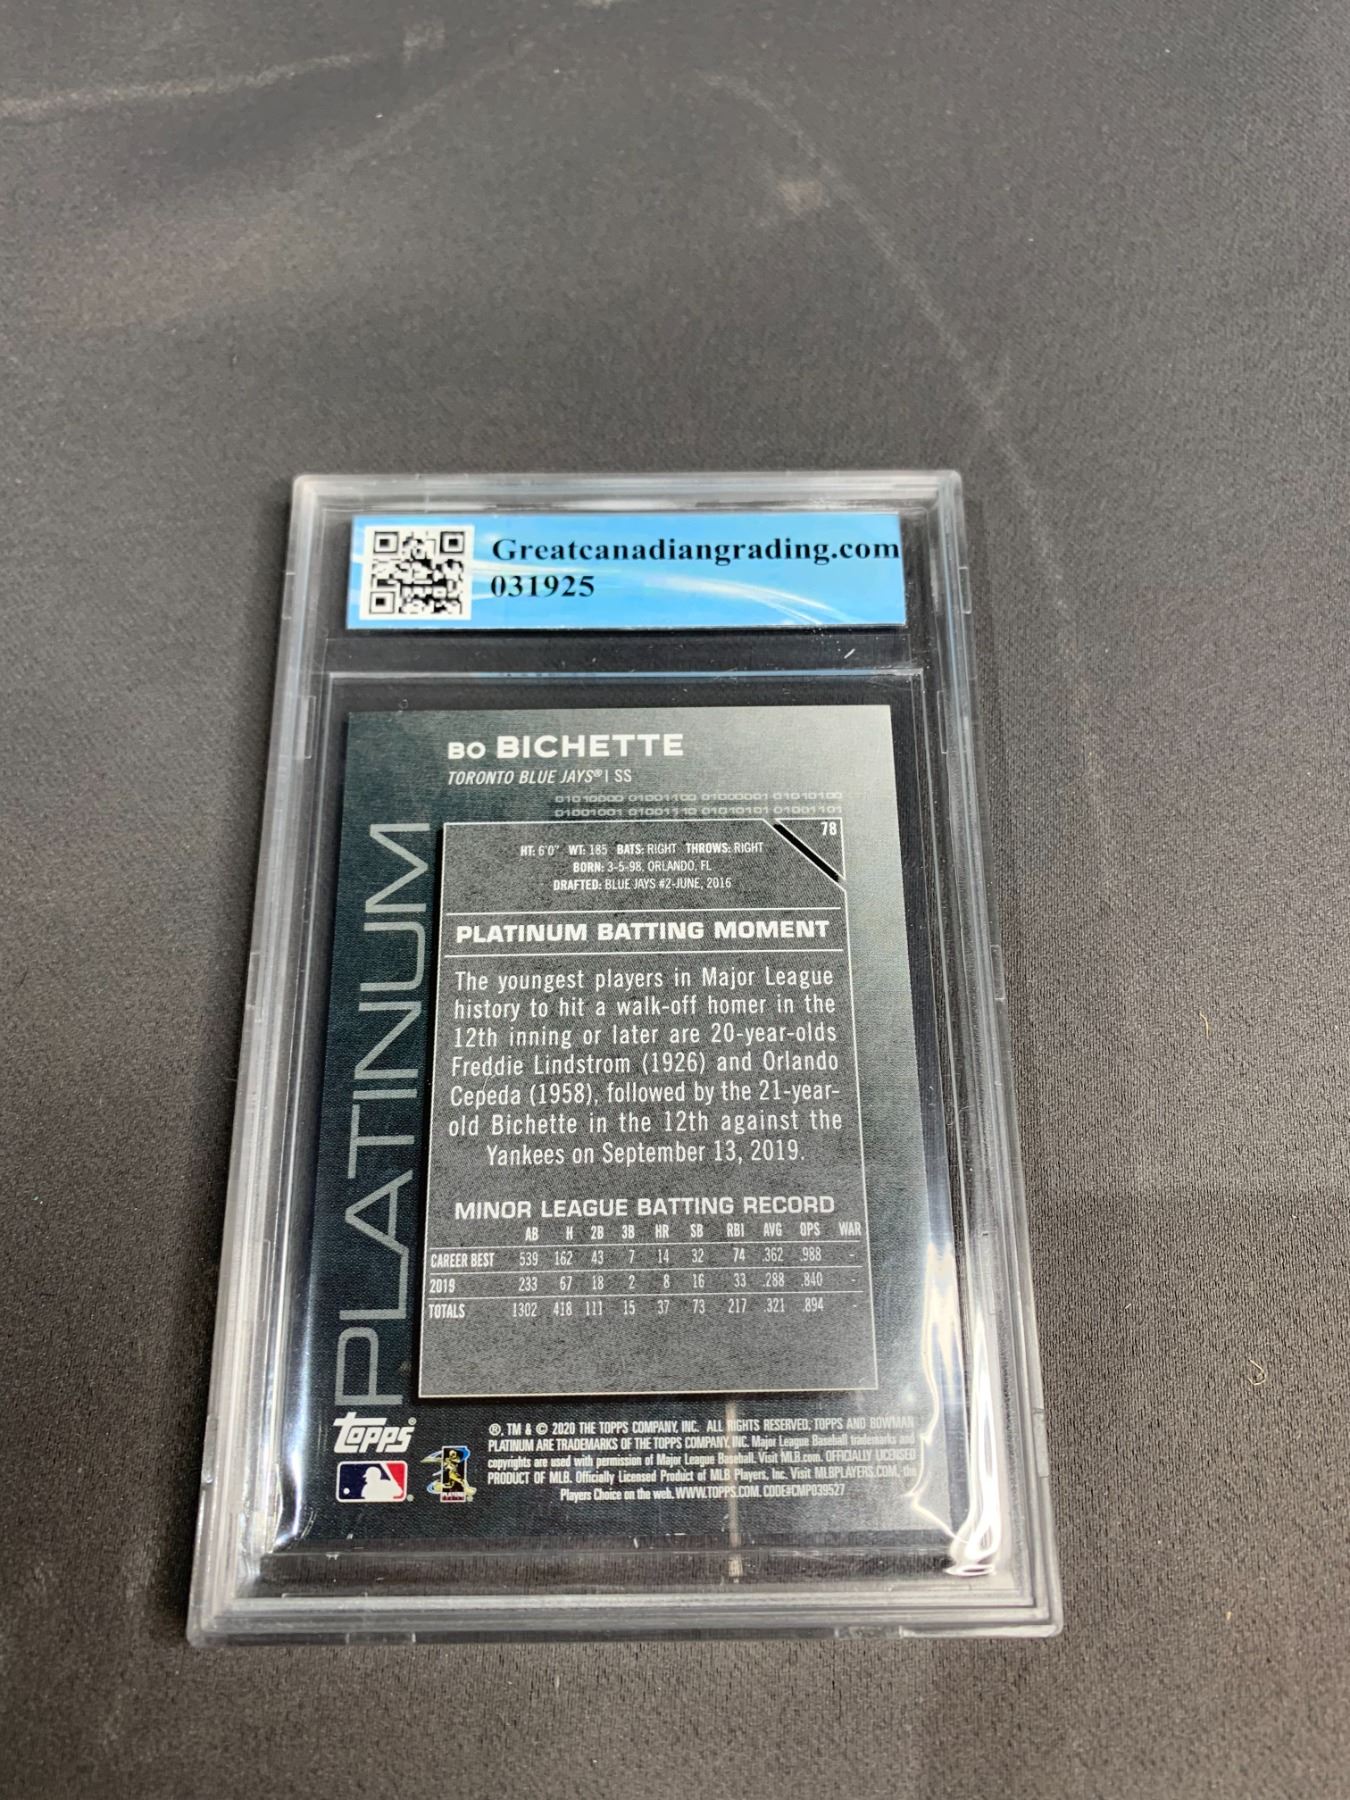 Greatcanadiangrading.com
031925
BO BICHETTE
TORONTO BLUE JAYS® | SS
01010000 01001100 01000001 01010100
01001001 01001110 01010101 01001101
78
HT: 6'0" WT: 185 BATS: RIGHT THROWS: RIGHT
BORN: 3-5-98, ORLANDO, FL
DRAFTED: BLUE JAYS #2-JUNE, 2016
PLATINUM
PLATINUM BATTING MOMENT
The youngest players in Major League
history to hit a walk-off homer in the
12th inning or later are 20-year-olds
Freddie Lindstrom (1926) and Orlando
Cepeda (1958), followed by the 21-year-
old Bichette in the 12th against the
Yankees on September 13, 2019.
MINOR LEAGUE BATTING RECORD
AB H 2B 3B HR SB RBI AVG OPS WAR
CAREER BEST 539 162 43 7 14 32 74 .362 .988 -
2019 233 67 18 2 8 16 33 .288 .840 -
TOTALS 1302 418 111 15 37 73 217 .321 .894 -
topps
®, TM & © 2020 THE TOPPS COMPANY, INC. ALL RIGHTS RESERVED. TOPPS AND BOWMAN
PLATINUM ARE TRADEMARKS OF THE TOPPS COMPANY, INC. Major League Baseball trademarks and
copyrights are used with permission of Major League Baseball. Visit MLB.com. OFFICIALLY LICENSED
PRODUCT OF MLB. Officially Licensed Product of MLB Players, Inc. Visit MLBPLAYERS.COM, the
Players Choice on the web. WWW.TOPPS.COM. CODE#CMP039527